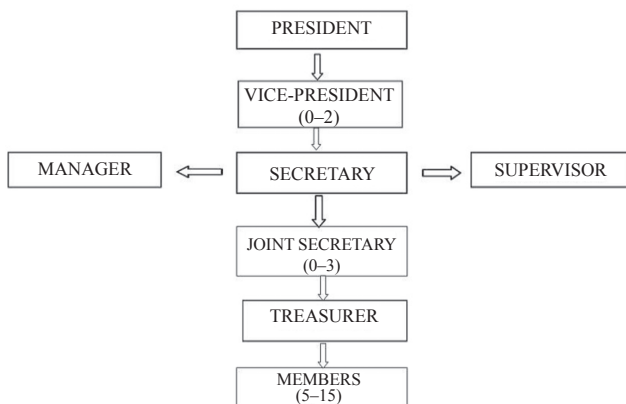 PRESIDENT
VICE-PRESIDENT
(0–2)
MANAGER
SECRETARY
SUPERVISOR
JOINT SECRETARY
(0–3)
TREASURER
MEMBERS
(5–15)